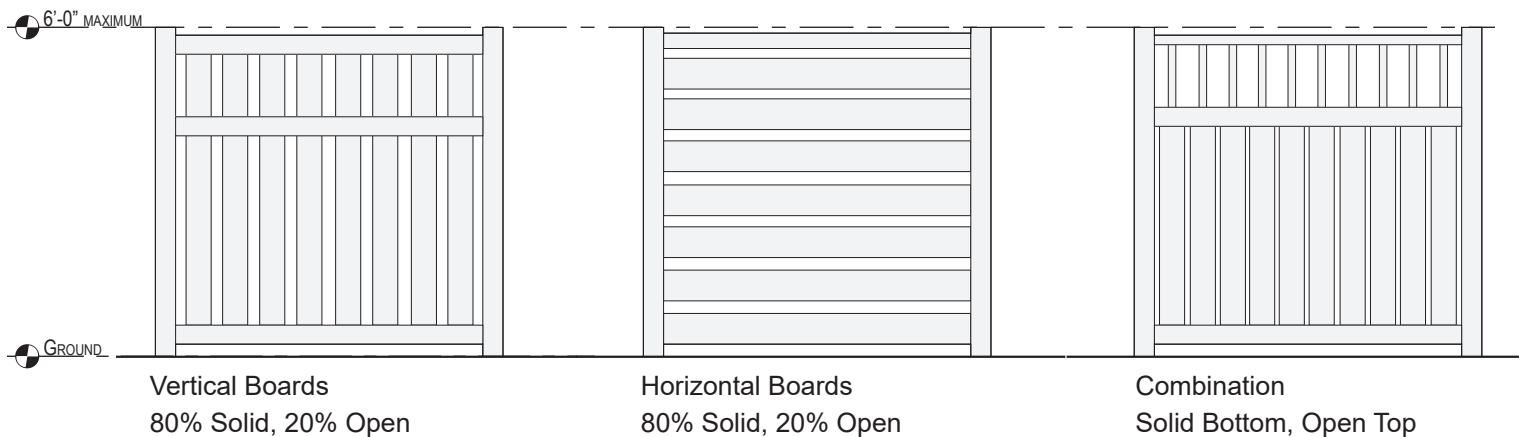 6'-0" MAXIMUM
GROUND
Vertical Boards
80% Solid, 20% Open
Horizontal Boards
80% Solid, 20% Open
Combination
Solid Bottom, Open Top